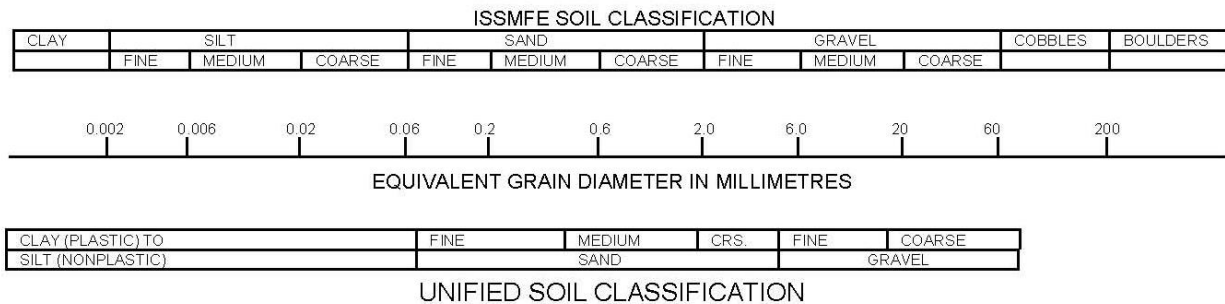 ISSMFE SOIL CLASSIFICATION
CLAY SILT SAND GRAVEL COBBLES BOULDERS
FINE MEDIUM COARSE FINE MEDIUM COARSE FINE MEDIUM COARSE
0.002 0.006 0.02 0.06 0.2 0.6 2.0 6.0 20 60 200
EQUIVALENT GRAIN DIAMETER IN MILLIMETRES
CLAY (PLASTIC) TO FINE MEDIUM CRS. FINE COARSE
SILT (NONPLASTIC) SAND GRAVEL
UNIFIED SOIL CLASSIFICATION